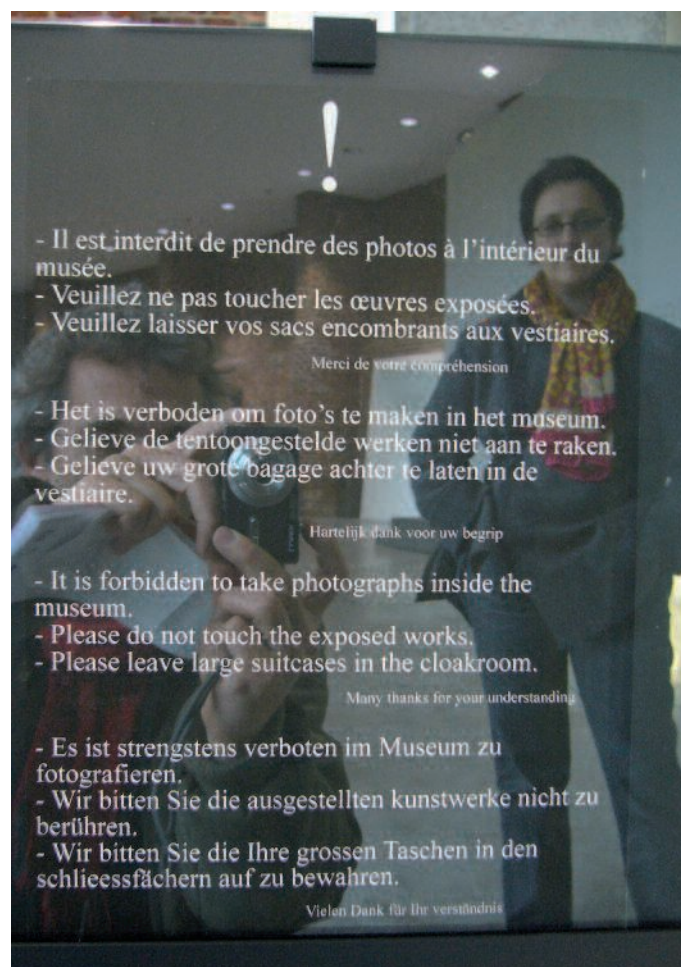 !
- Il est interdit de prendre des photos à l'intérieur du
musée.
- Veuillez ne pas toucher les œuvres exposées.
- Veuillez laisser vos sacs encombrants aux vestiaires.
Merci de votre compréhension
- Het is verboden om foto's te maken in het museum.
- Gelieve de tentoongestelde werken niet aan te raken.
- Gelieve uw grote bagage achter te laten in de
vestiaire.
Hartelijk dank voor uw begrip
- It is forbidden to take photographs inside the
museum.
- Please do not touch the exposed works.
- Please leave large suitcases in the cloakroom.
Many thanks for your understanding
- Es ist strengstens verboten im Museum zu
fotografieren.
- Wir bitten Sie die ausgestellten kunstwerke nicht zu
berühren.
- Wir bitten Sie die Ihre grossen Taschen in den
schlieessfächern auf zu bewahren.
Vielen Dank für Ihr verständnis